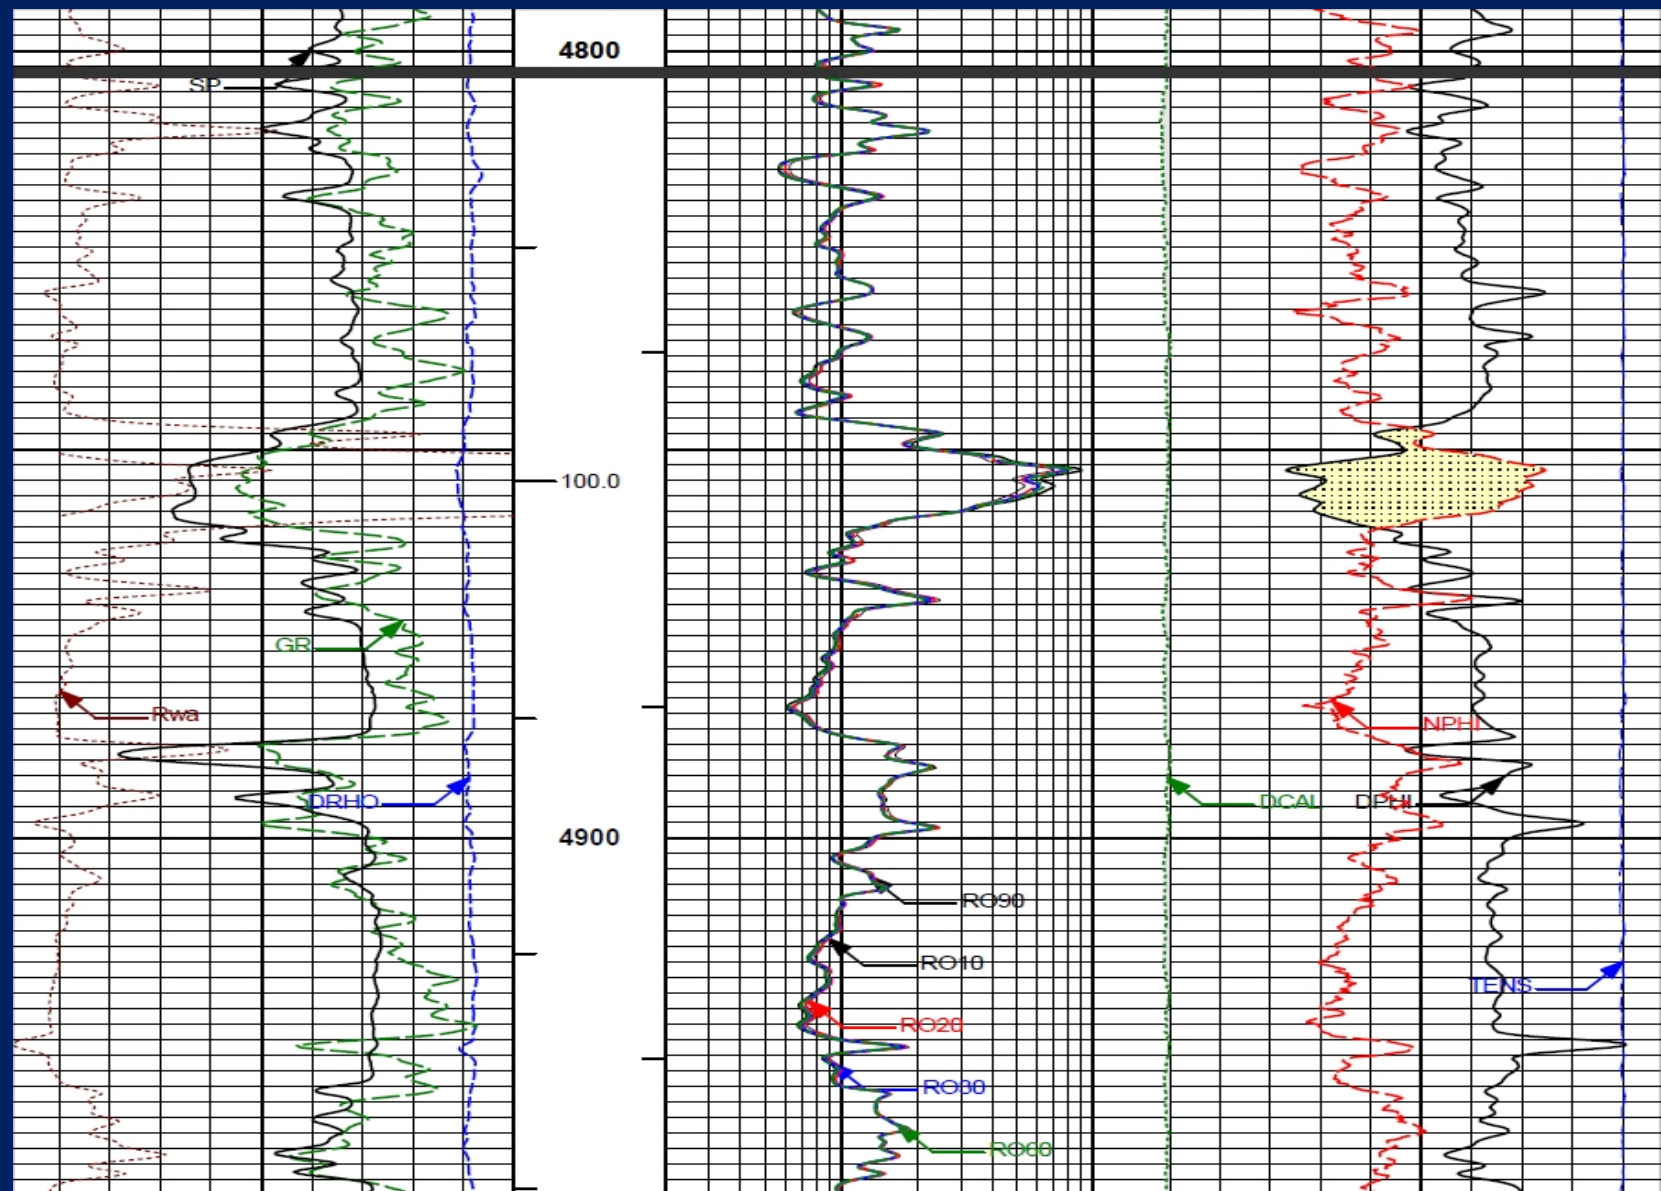 4800
SP
100.0
GR
Rwa
NPHI
DRHO
DCAL
DPHI
4900
RO90
RO10
TENS
RO20
RO30
RO60